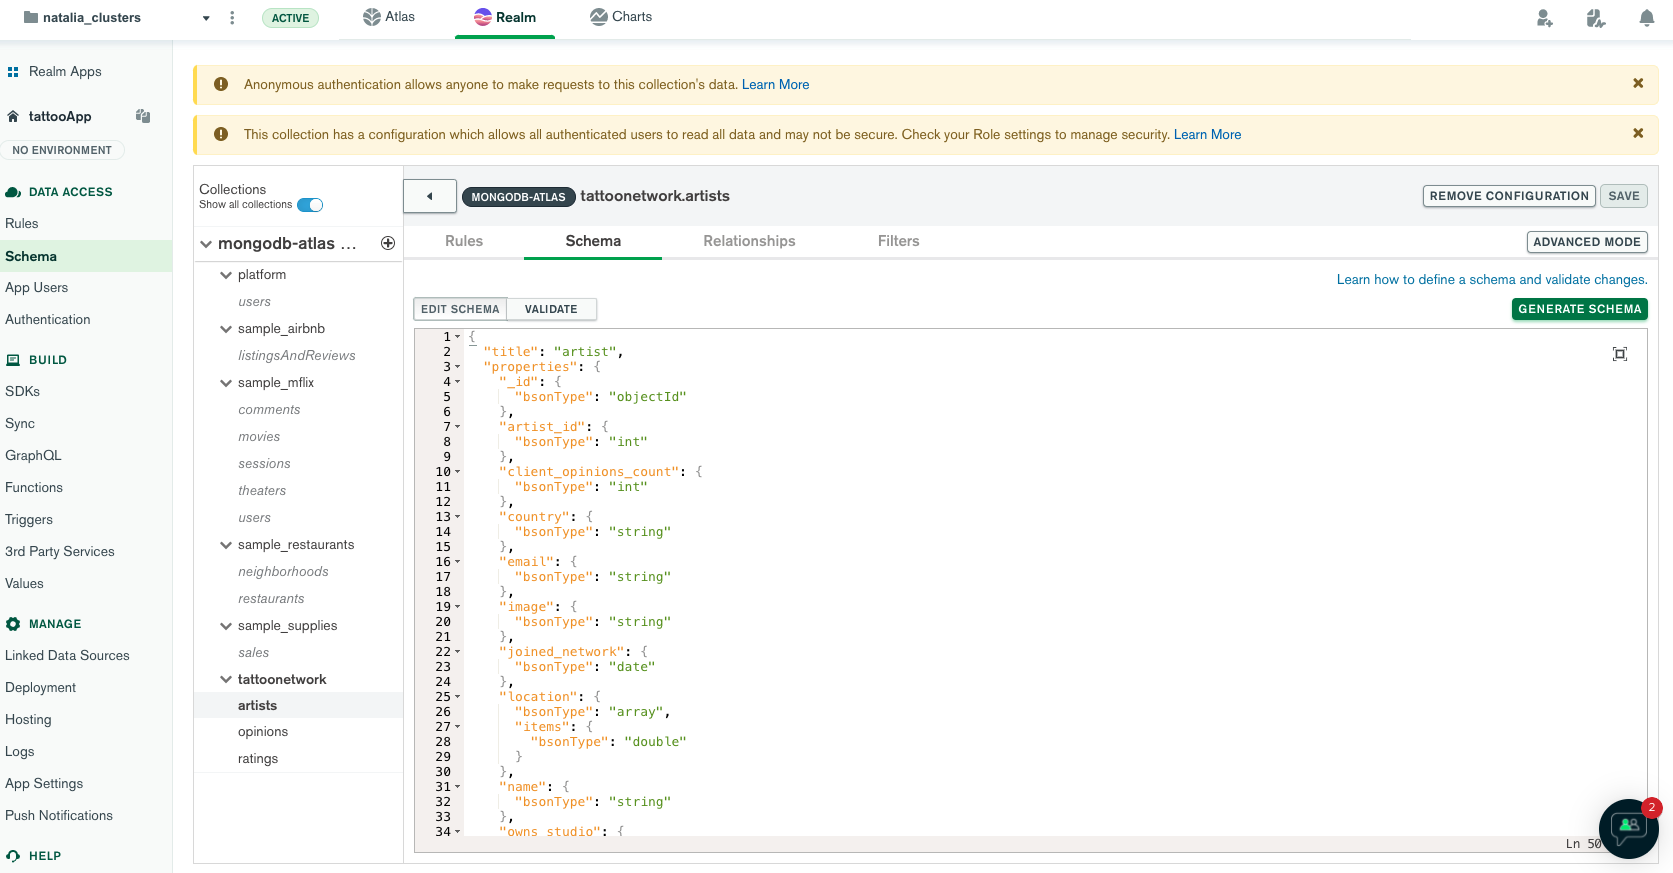 natalia_clusters
ACTIVE
Atlas
Realm
Charts
Realm Apps
tattooApp
NO ENVIRONMENT
DATA ACCESS
Rules
Schema
App Users
Authentication
BUILD
SDKs
Sync
GraphQL
Functions
Triggers
3rd Party Services
Values
MANAGE
Linked Data Sources
Deployment
Hosting
Logs
App Settings
Push Notifications
HELP
Anonymous authentication allows anyone to make requests to this collection's data. Learn More
This collection has a configuration which allows all authenticated users to read all data and may not be secure. Check your Role settings to manage security. Learn More
Collections
Show all collections
mongodb-atlas ...
platform
users
sample_airbnb
listingsAndReviews
sample_mflix
comments
movies
sessions
theaters
users
sample_restaurants
neighborhoods
restaurants
sample_supplies
sales
tattoonetwork
artists
opinions
ratings
MONGODB-ATLAS tattoonetwork.artists
REMOVE CONFIGURATION
SAVE
Rules
Schema
Relationships
Filters
ADVANCED MODE
Learn how to define a schema and validate changes.
EDIT SCHEMA
VALIDATE
GENERATE SCHEMA
1 {
2 "title": "artist",
3 "properties": {
4 "_id": {
5 "bsonType": "objectId"
6 },
7 "artist_id": {
8 "bsonType": "int"
9 },
10 "client_opinions_count": {
11 "bsonType": "int"
12 },
13 "country": {
14 "bsonType": "string"
15 },
16 "email": {
17 "bsonType": "string"
18 },
19 "image": {
20 "bsonType": "string"
21 },
22 "joined_network": {
23 "bsonType": "date"
24 },
25 "location": {
26 "bsonType": "array",
27 "items": {
28 "bsonType": "double"
29 }
30 },
31 "name": {
32 "bsonType": "string"
33 },
34 "owns_studio": {
Ln 50
2